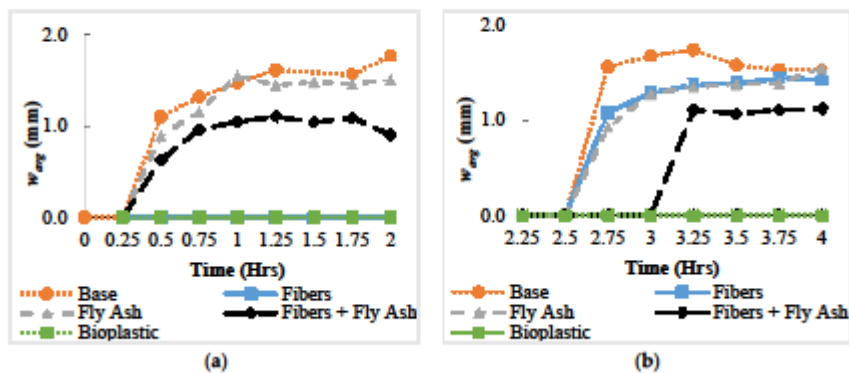 2.0
1.0
0.0
w avg (mm)
0 0.25 0.5 0.75 1 1.25 1.5 1.75 2
Time (Hrs)
Base Fibers
Fly Ash Fibers + Fly Ash
Bioplastic
(a)
2.0
1.0
0.0
w avg (mm)
2.25 2.5 2.75 3 3.25 3.5 3.75 4
Time (Hrs)
Base Fibers
Fly Ash Fibers + Fly Ash
Bioplastic
(b)